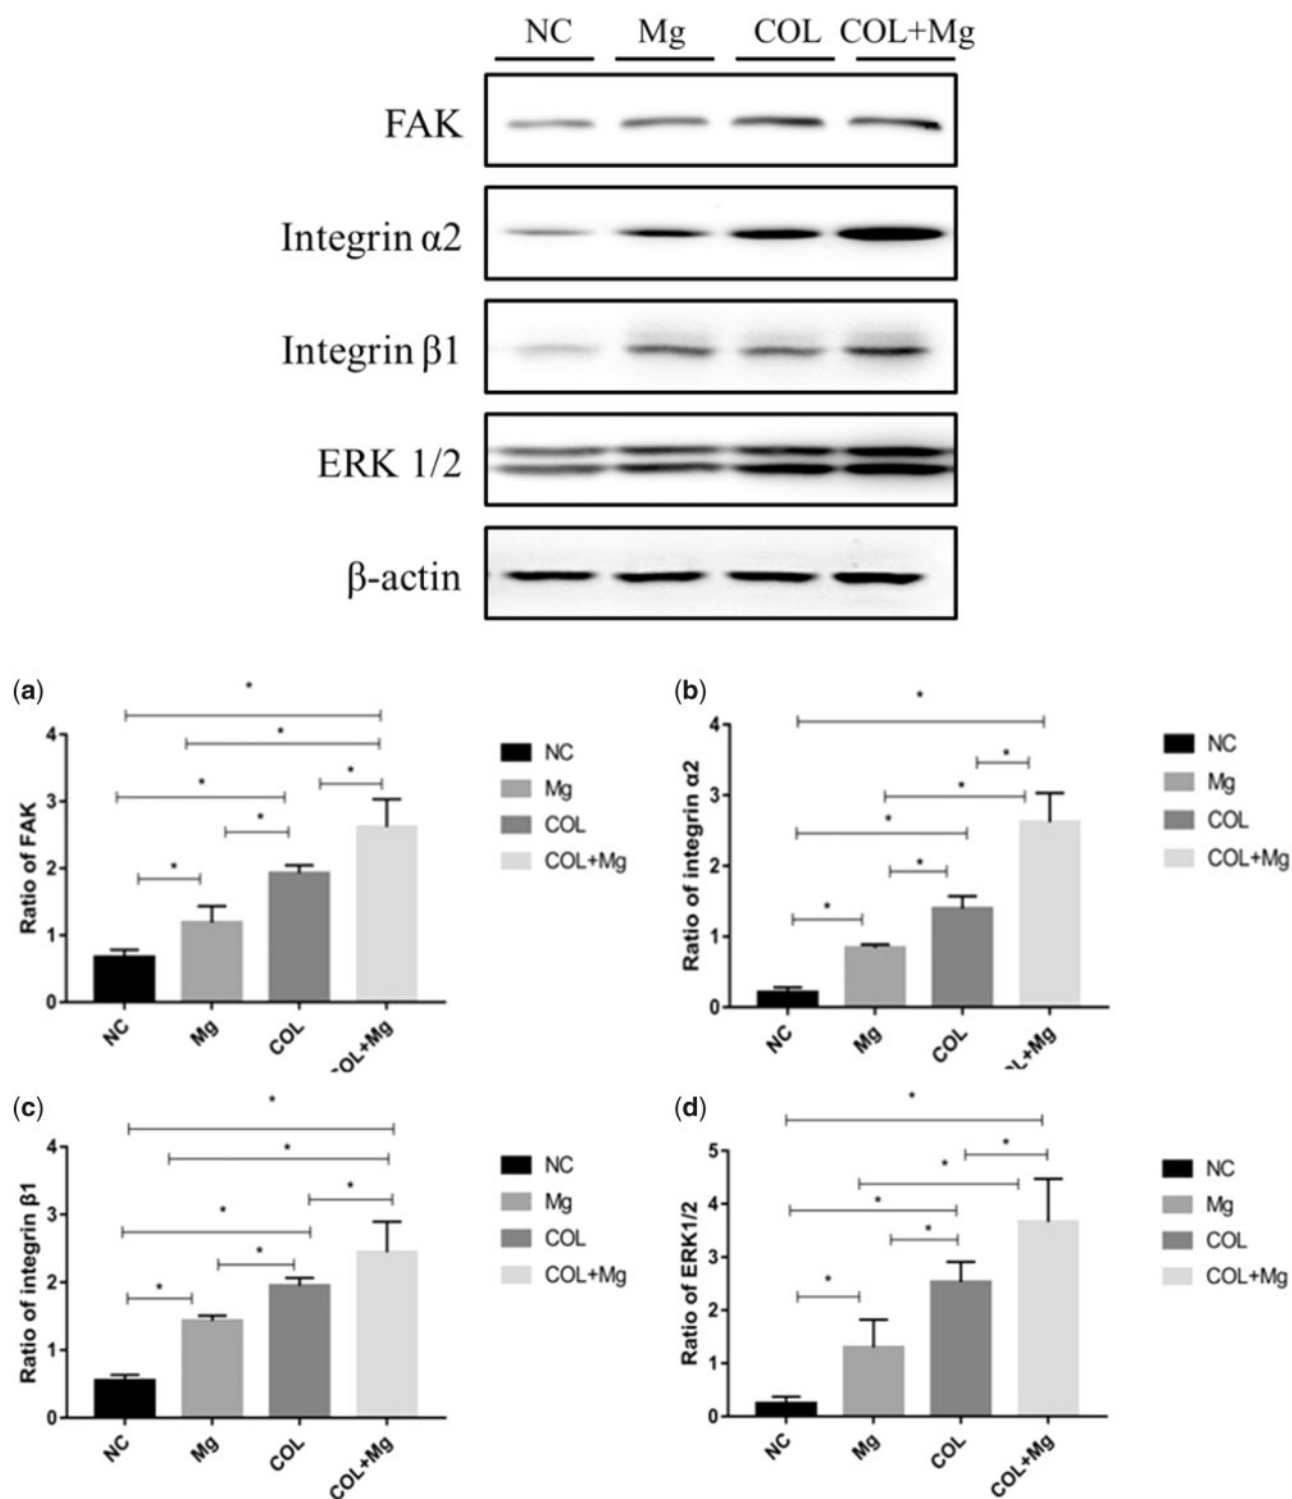 NC Mg COL COL+Mg
FAK
Integrin α2
Integrin β1
ERK 1/2
β-actin
(a)
*
*
*
*
*
*
4
3
2
1
0
Ratio of FAK
NC
Mg
COL
COL+Mg
NC Mg COL OL+Mg
(b)
*
*
*
*
*
*
4
3
2
1
0
Ratio of integrin α2
NC
Mg
COL
COL+Mg
NC Mg COL L+Mg
(c)
*
*
*
*
*
*
4
3
2
1
0
Ratio of integrin β1
NC
Mg
COL
COL+Mg
NC Mg COL COL+Mg
(d)
*
*
*
*
*
*
5
4
3
2
1
0
Ratio of ERK1/2
NC
Mg
COL
COL+Mg
NC Mg COL COL+Mg